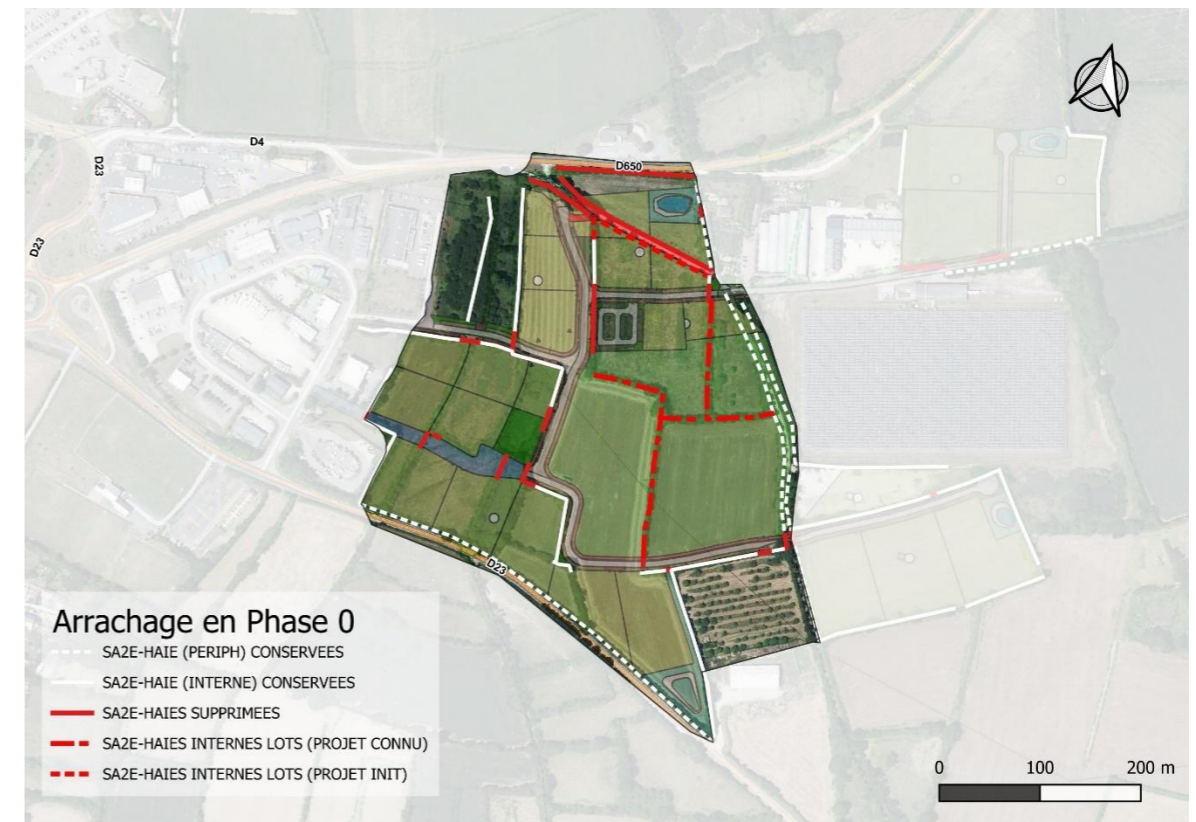 D4
D23
D650
D23
D23
Arrachage en Phase 0
SA2E-HAIE (PERIPH) CONSERVEES
SA2E-HAIE (INTERNE) CONSERVEES
SA2E-HAIES SUPPRIMEES
SA2E-HAIES INTERNES LOTS (PROJET CONNU)
SA2E-HAIES INTERNES LOTS (PROJET INIT)
0 100 200 m